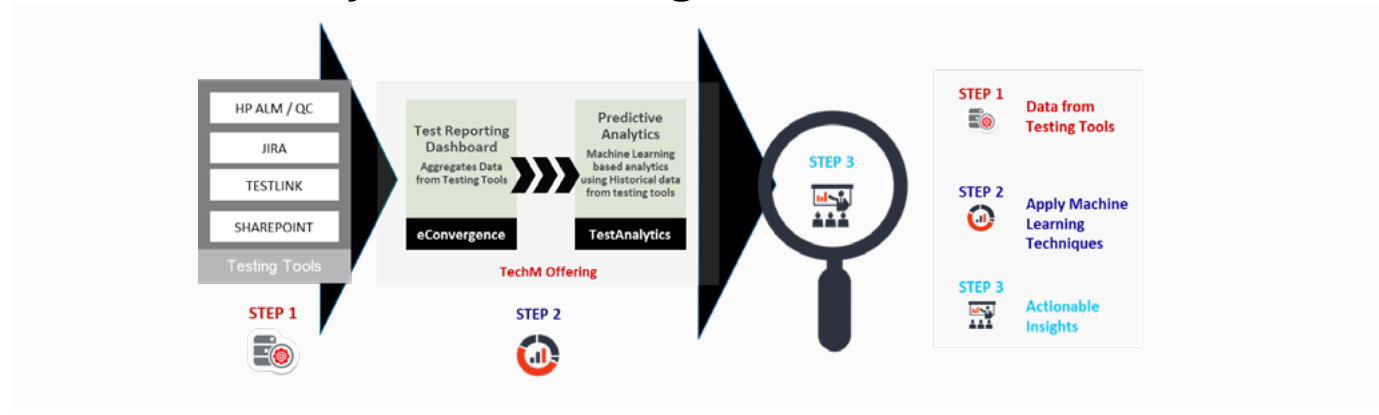 HP ALM / QC
JIRA
TESTLINK
SHAREPOINT
Testing Tools
STEP 1
Test Reporting
Dashboard
Aggregates Data
from Testing Tools
eConvergence
Predictive
Analytics
Machine Learning
based analytics
using Historical data
from testing tools
TestAnalytics
TechM Offering
STEP 2
STEP 3
STEP 1
Data from
Testing Tools
STEP 2
Apply Machine
Learning
Techniques
STEP 3
Actionable
Insights